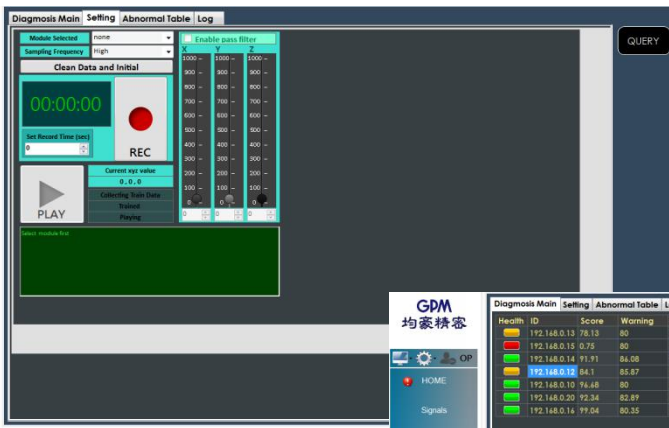 Diagnosis Main Setting Abnormal Table Log
QUERY
Module Selected none
Sampling Frequency High
Clean Data and Initial
00:00:00
Set Record Time (sec)
0
REC
PLAY
Current xyz value
0 , 0 , 0
Collecting Train Data
Trained
Playing
Select module first
Enable pass filter
X Y Z
1000 1000 1000
900 900 900
800 800 800
700 700 700
600 600 600
500 500 500
400 400 400
300 300 300
200 200 200
100 100 100
0 0 0
0 0 0
GPM
均豪精密
OP
HOME
Signals
Diagnosis Main Setting Abnormal Table L
Health ID Score Warning
192.168.0.13 78.13 80
192.168.0.15 0.75 80
192.168.0.14 91.91 86.08
192.168.0.12 84.1 85.87
192.168.0.10 96.68 80
192.168.0.20 92.34 82.89
192.168.0.16 99.04 80.35